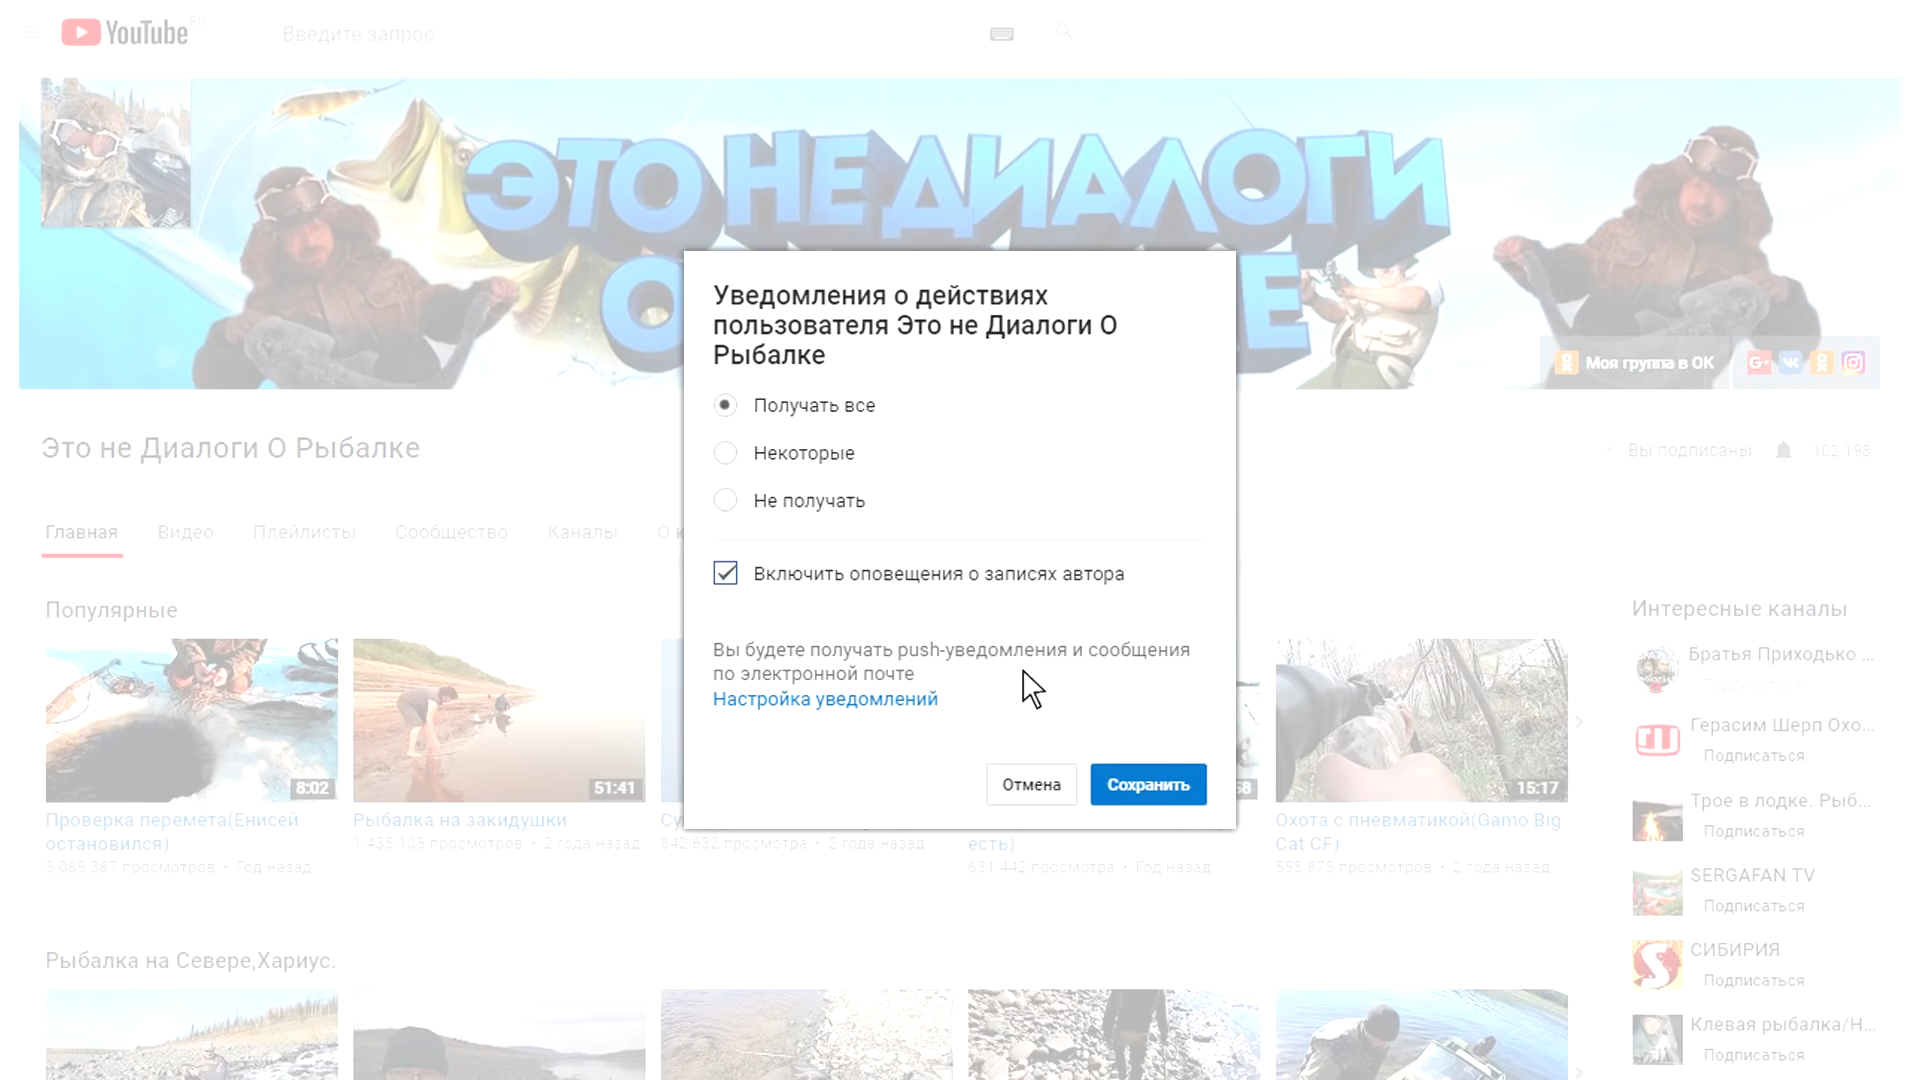 YouTube
RU
Введите запрос
ЭТО НЕ ДИАЛОГИ
Моя группа в ОК
Уведомления о действиях
пользователя Это не Диалоги О
Рыбалке
Получать все
Некоторые
Не получать
Включить оповещения о записях автора
Вы будете получать push-уведомления и сообщения
по электронной почте
Настройка уведомлений
Отмена
Сохранить
Это не Диалоги О Рыбалке
Вы подписаны
102 198
Главная
Видео
Плейлисты
Сообщество
Каналы
О к
Популярные
8:02
51:41
58
15:17
Проверка перемёта(Енисей
остановился)
3 089 387 просмотров • Год назад
Рыбалка на закидушки
1 435 105 просмотров • 2 года назад
Су
842 632 просмотра • 2 года назад
есть)
631 442 просмотра • Год назад
Охота с пневматикой(Gamo Big
Cat CF)
558 875 просмотров • 2 года назад
Рыбалка на Севере,Хариус.
Интересные каналы
Братья Приходько ...
Подписаться
Герасим Шерп Охо...
Подписаться
Трое в лодке. Рыб...
Подписаться
SERGAFAN TV
Подписаться
СИБИРИЯ
Подписаться
Клевая рыбалка/Н...
Подписаться